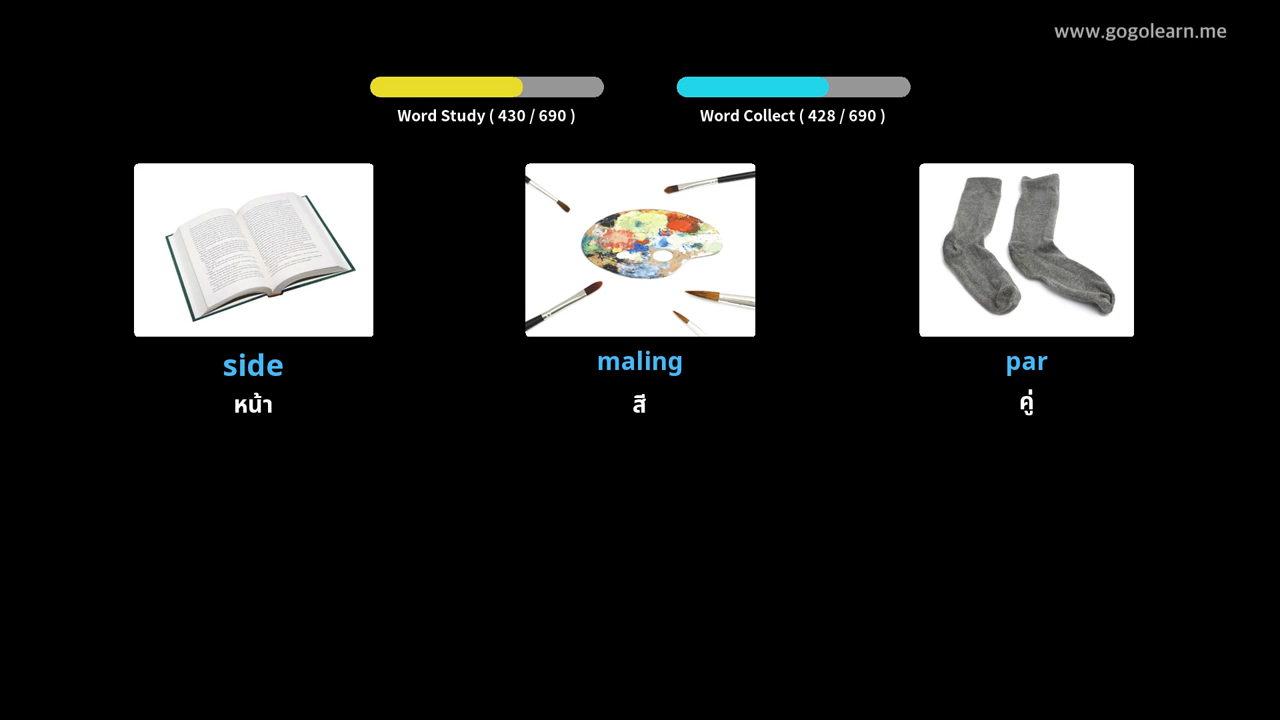 www.gogolearn.me
Word Study ( 430 / 690 )
Word Collect ( 428 / 690 )
side
maling
par
หน้า
สี
คู่